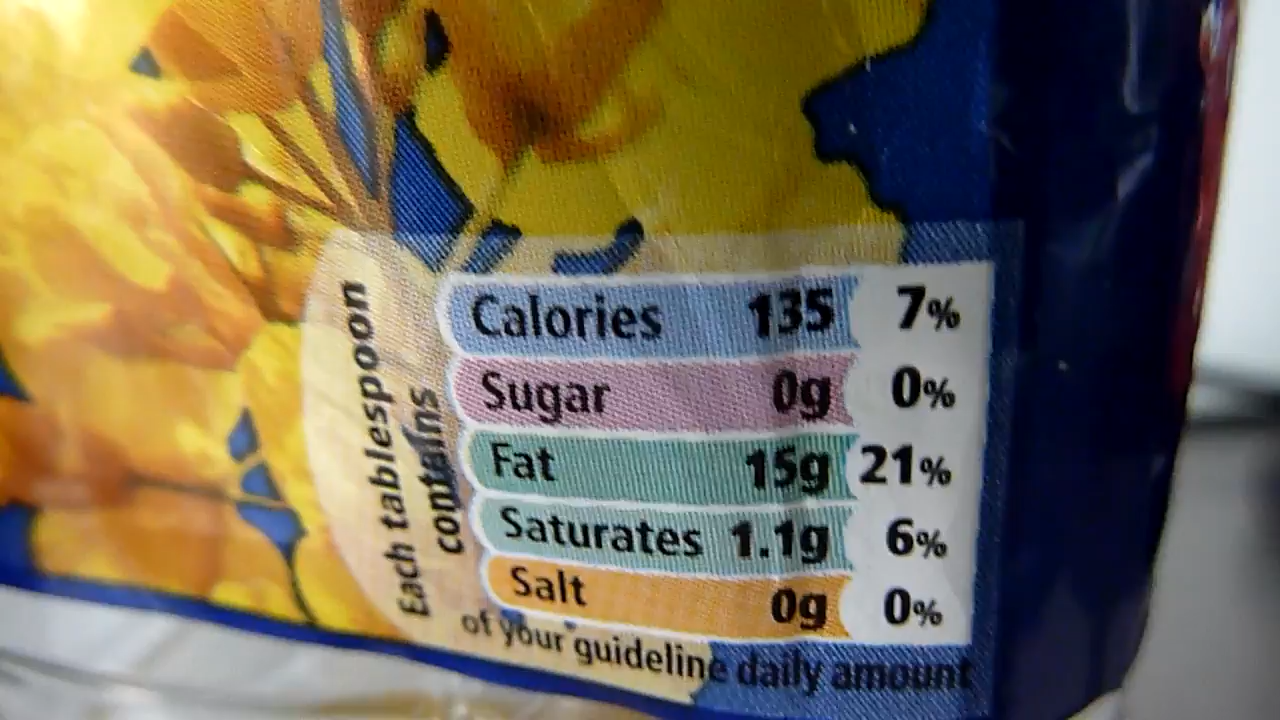 Each tablespoon
contains
Calories 135 7%
Sugar 0g 0%
Fat 15g 21%
Saturates 1.1g 6%
Salt 0g 0%
of your guideline daily amount